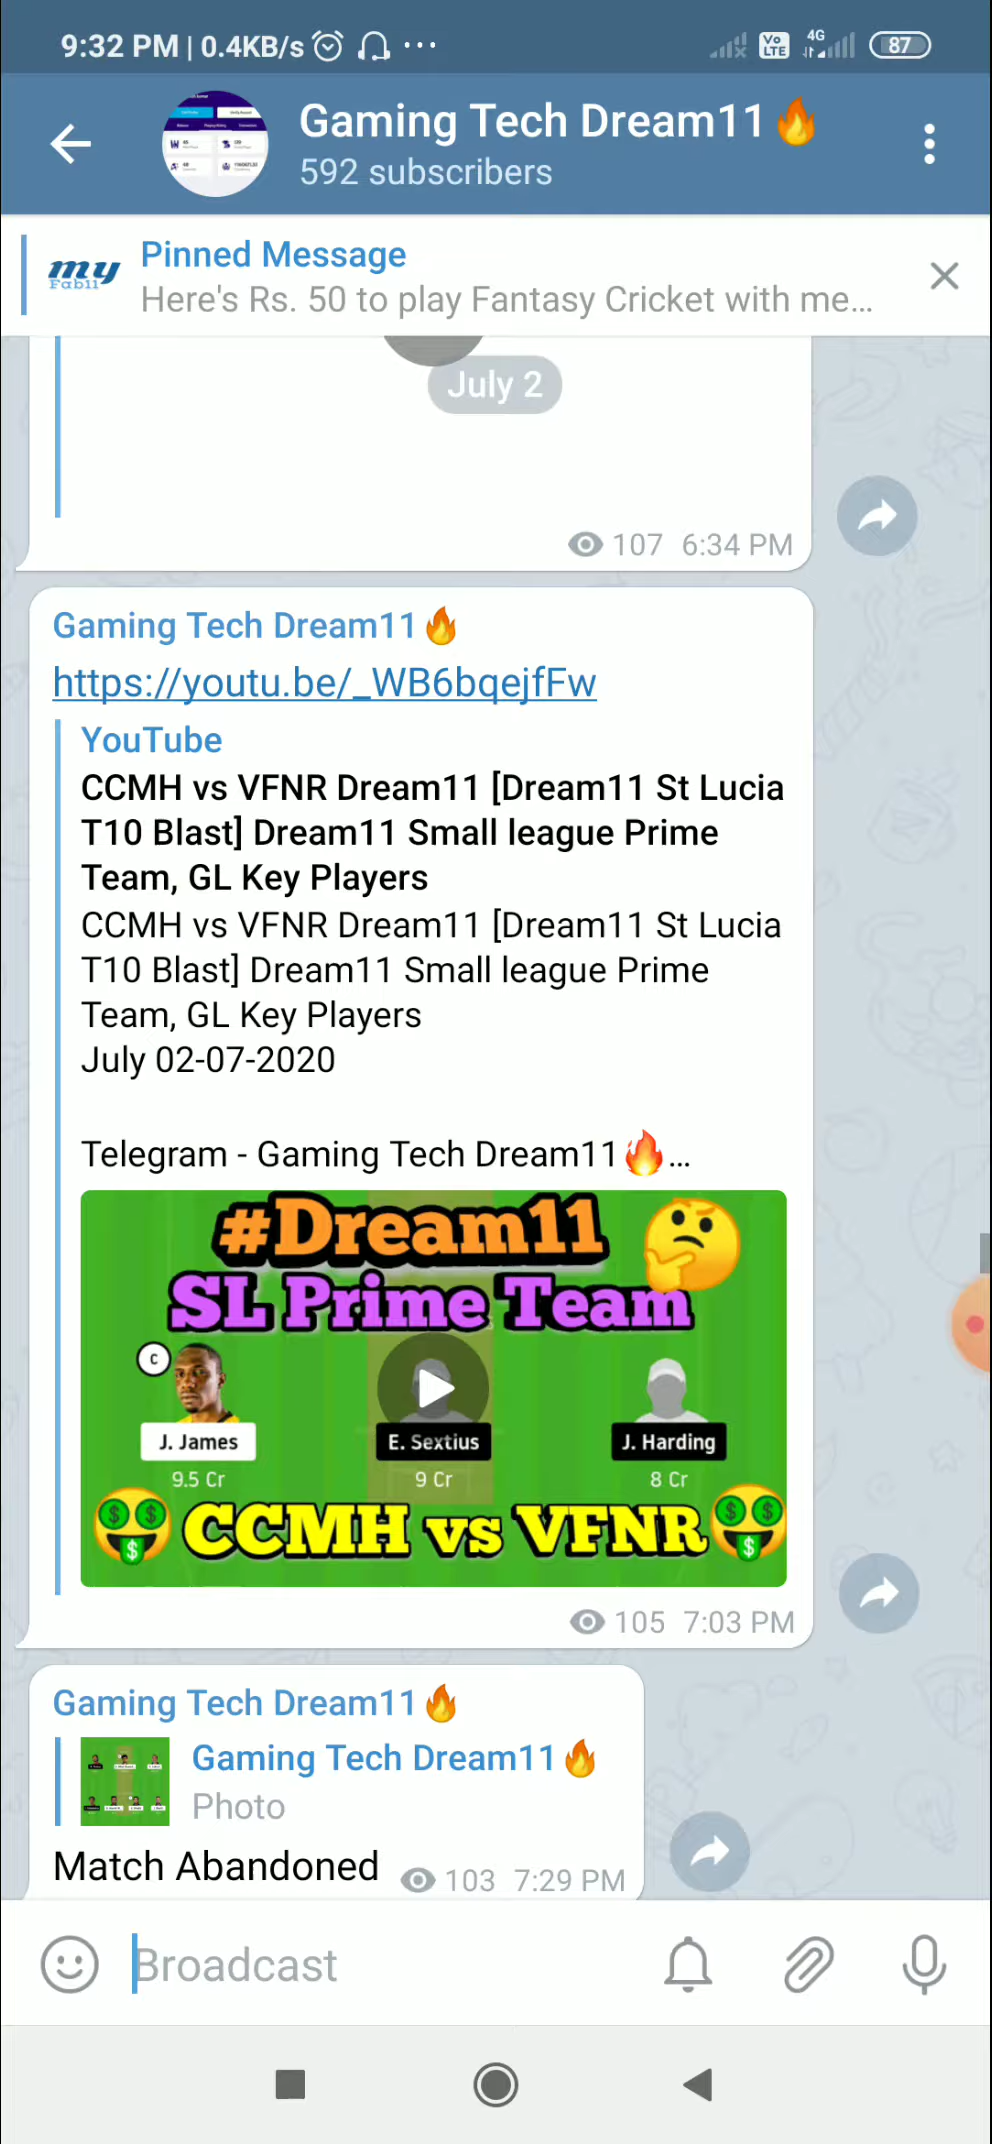 9:32 PM | 0.4KB/s ...
Vo LTE 4G 87
Gaming Tech Dream11🔥
592 subscribers
my Fab11
Pinned Message
Here's Rs. 50 to play Fantasy Cricket with me...
July 2
107 6:34 PM
Gaming Tech Dream11🔥
https://youtu.be/_WB6bqejfFw
YouTube
CCMH vs VFNR Dream11 [Dream11 St Lucia
T10 Blast] Dream11 Small league Prime
Team, GL Key Players
CCMH vs VFNR Dream11 [Dream11 St Lucia
T10 Blast] Dream11 Small league Prime
Team, GL Key Players
July 02-07-2020
Telegram - Gaming Tech Dream11🔥...
#Dream11
SL Prime Team
C
J. James E. Sextius J. Harding
9.5 Cr 9 Cr 8 Cr
CCMH vs VFNR
105 7:03 PM
Gaming Tech Dream11🔥
Gaming Tech Dream11🔥
Photo
Match Abandoned 103 7:29 PM
Broadcast